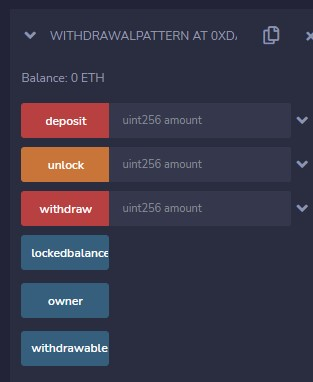 WITHDRAWALPATTERN AT 0XD
Balance: 0 ETH
deposit uint256 amount
unlock uint256 amount
withdraw uint256 amount
lockedbalance
owner
withdrawable